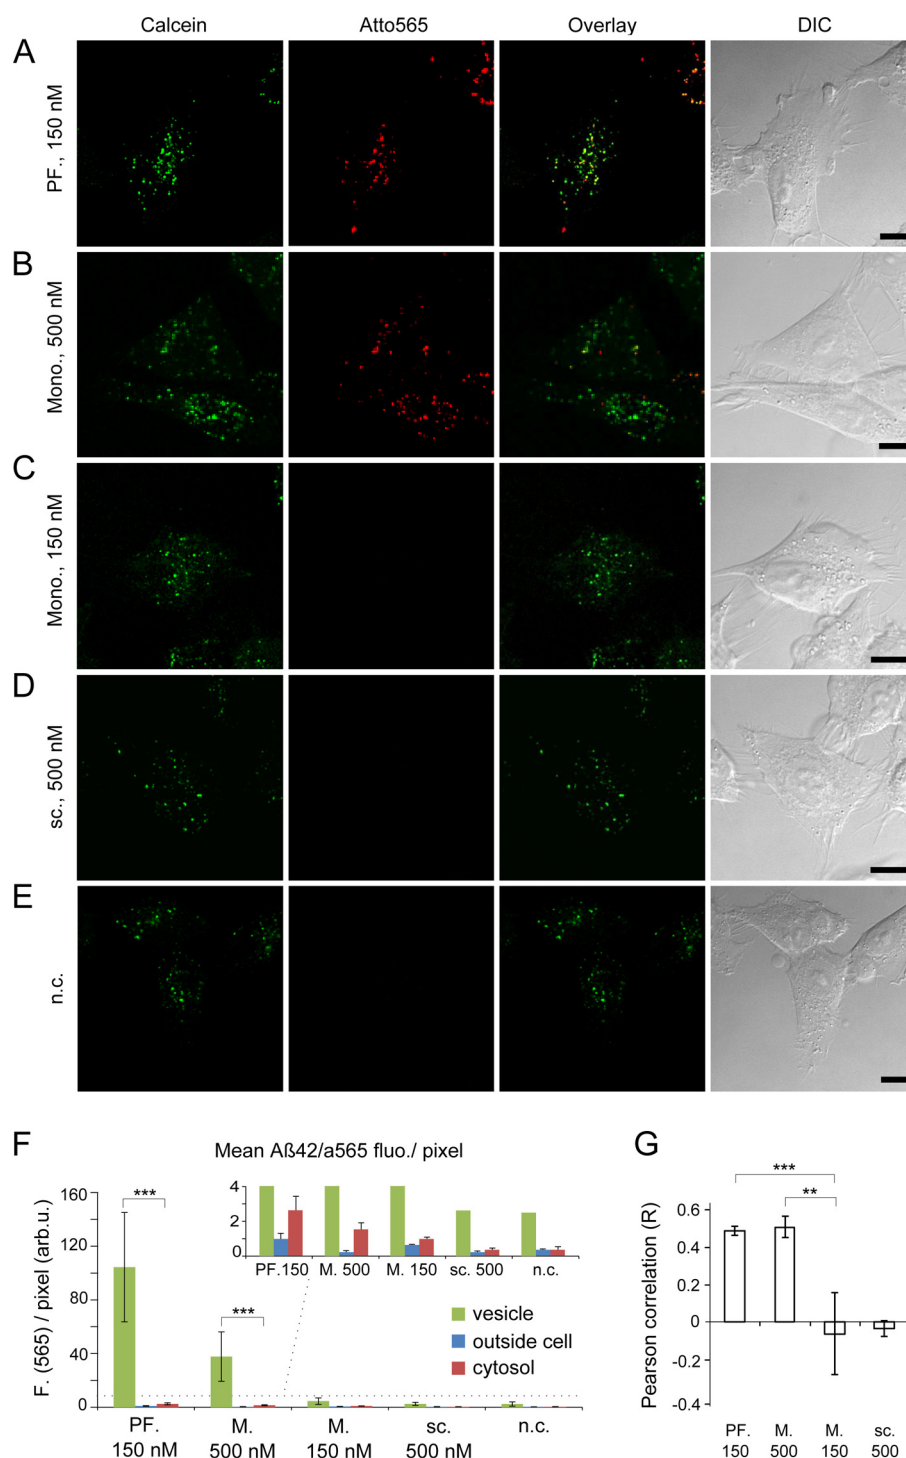 Calcein Atto565 Overlay DIC
A
PF., 150 nM
B
Mono., 500 nM
C
Mono., 150 nM
D
sc., 500 nM
E
n.c.
F
Mean Aß42/a565 fluo./ pixel
F. (565) / pixel (arb.u.)
160
120
80
40
0
***
***
4
2
0
PF.150 M. 500 M. 150 sc. 500 n.c.
vesicle
outside cell
cytosol
PF. M. M. sc. n.c.
150 nM 500 nM 150 nM 500 nM
G
***
**
Pearson correlation (R)
0.6
0.4
0.2
0
-0.2
-0.4
PF. M. M. sc.
150 500 150 500